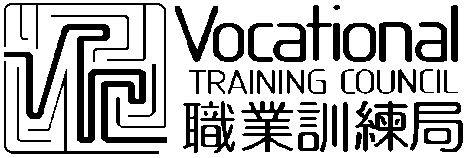 Vocational
TRAINING COUNCIL
職業訓練局